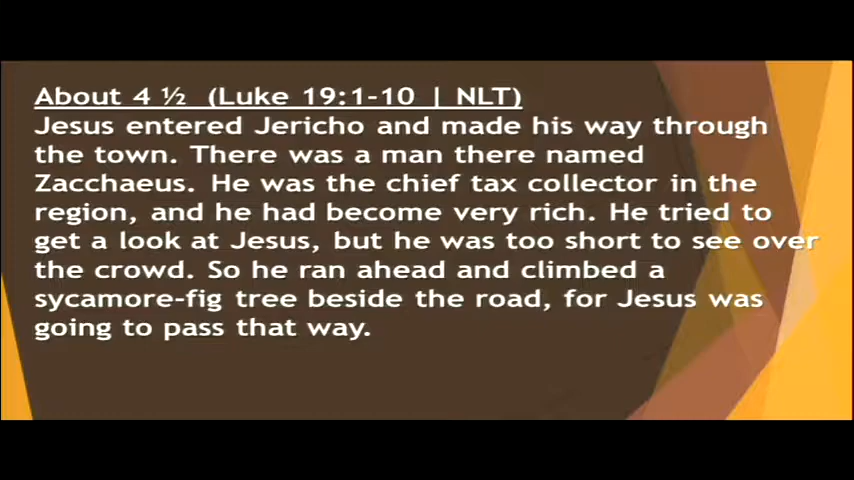 About 4 ½  (Luke 19:1-10 | NLT)
Jesus entered Jericho and made his way through
the town. There was a man there named
Zacchaeus. He was the chief tax collector in the
region, and he had become very rich. He tried to
get a look at Jesus, but he was too short to see over
the crowd. So he ran ahead and climbed a
sycamore-fig tree beside the road, for Jesus was
going to pass that way.